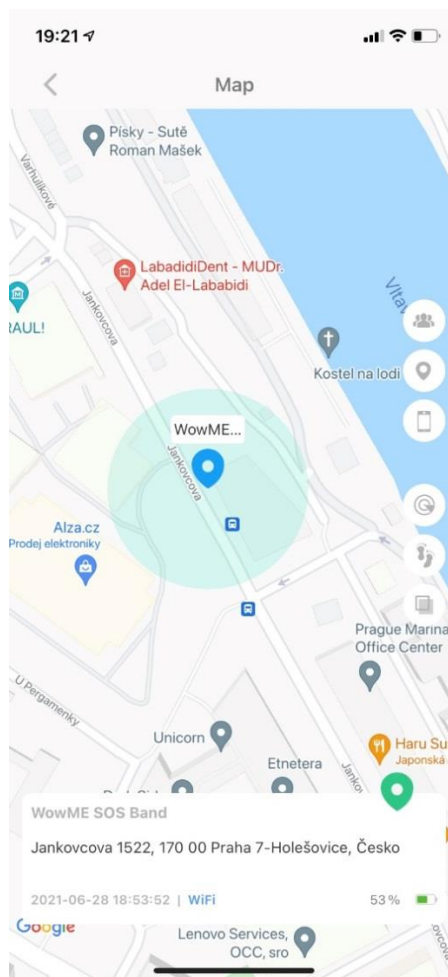 19:21
Map
Písky - Sutě
Roman Mašek
Varhulíkové
LabadidiDent - MUDr.
Adel El-Lababidi
RAUL!
Jankovcova
Vltav
Kostel na lodi
WowME...
Jankovcova
Alza.cz
Prodej elektroniky
Prague Marina
Office Center
U Pergamenky
Unicorn
Etnetera
Haru Su
Japonská
WowME SOS Band
Jankovcova 1522, 170 00 Praha 7-Holešovice, Česko
2021-06-28 18:53:52 | WiFi
53 %
Google
Lenovo Services,
OCC, sro